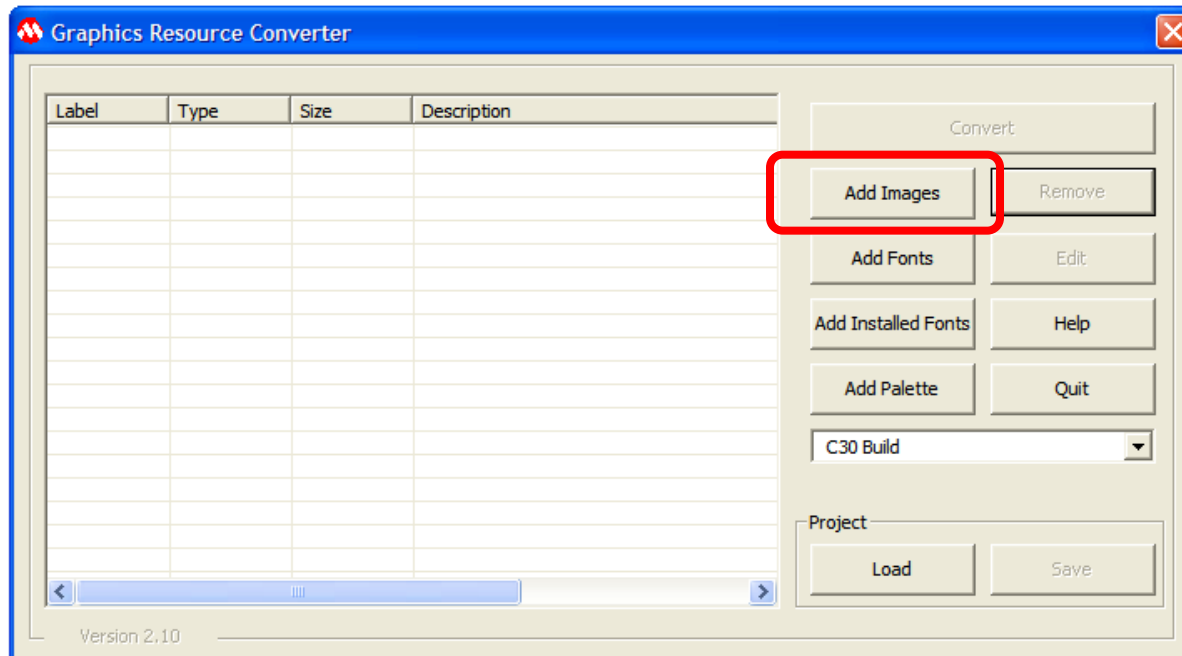 Graphics Resource Converter
Label Type Size Description
Convert
Add Images Remove
Add Fonts Edit
Add Installed Fonts Help
Add Palette Quit
C30 Build
Project
Load Save
Version 2.10